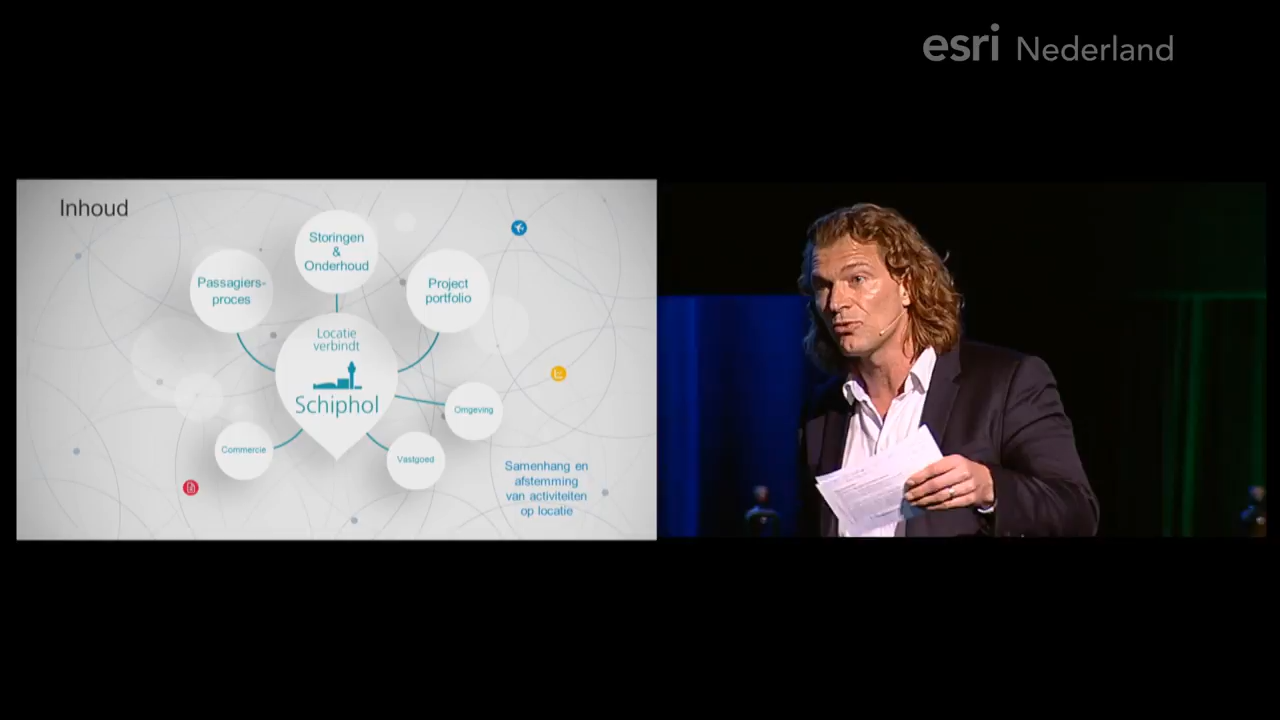 esri Nederland
Inhoud
Storingen
&
Onderhoud
Passagiers-
proces
Project
portfolio
Locatie
verbindt
Schiphol
Omgeving
Commercie
Vastgoed
Samenhang en
afstemming
van activiteiten
op locatie